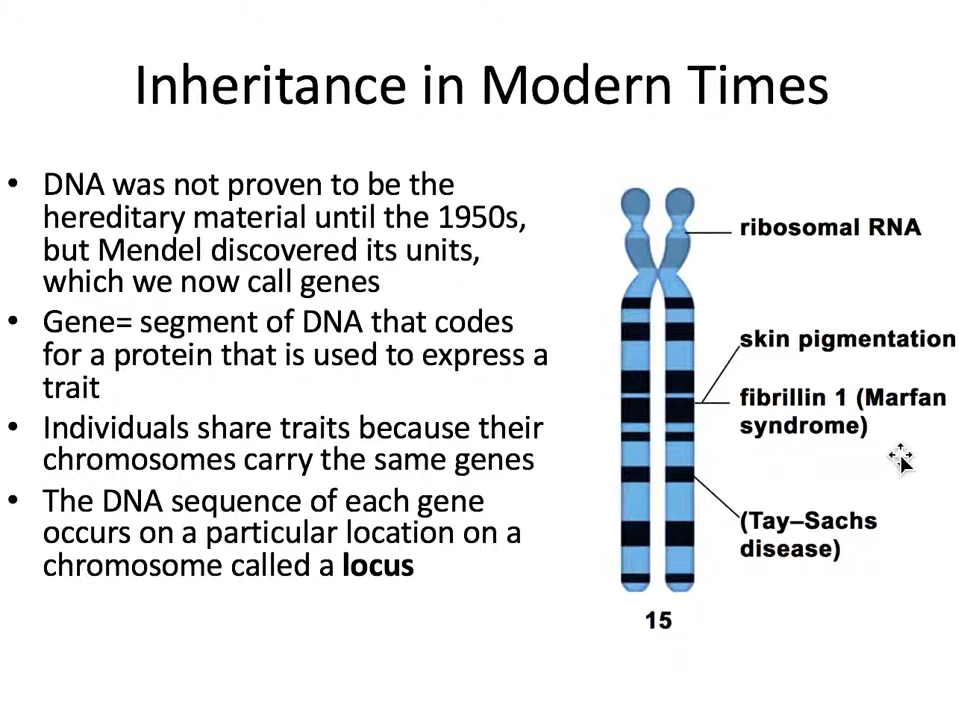 Inheritance in Modern Times
• DNA was not proven to be the
hereditary material until the 1950s,
but Mendel discovered its units,
which we now call genes
• Gene= segment of DNA that codes
for a protein that is used to express a
trait
• Individuals share traits because their
chromosomes carry the same genes
• The DNA sequence of each gene
occurs on a particular location on a
chromosome called a locus
ribosomal RNA
skin pigmentation
fibrillin 1 (Marfan
syndrome)
(Tay–Sachs
disease)
15